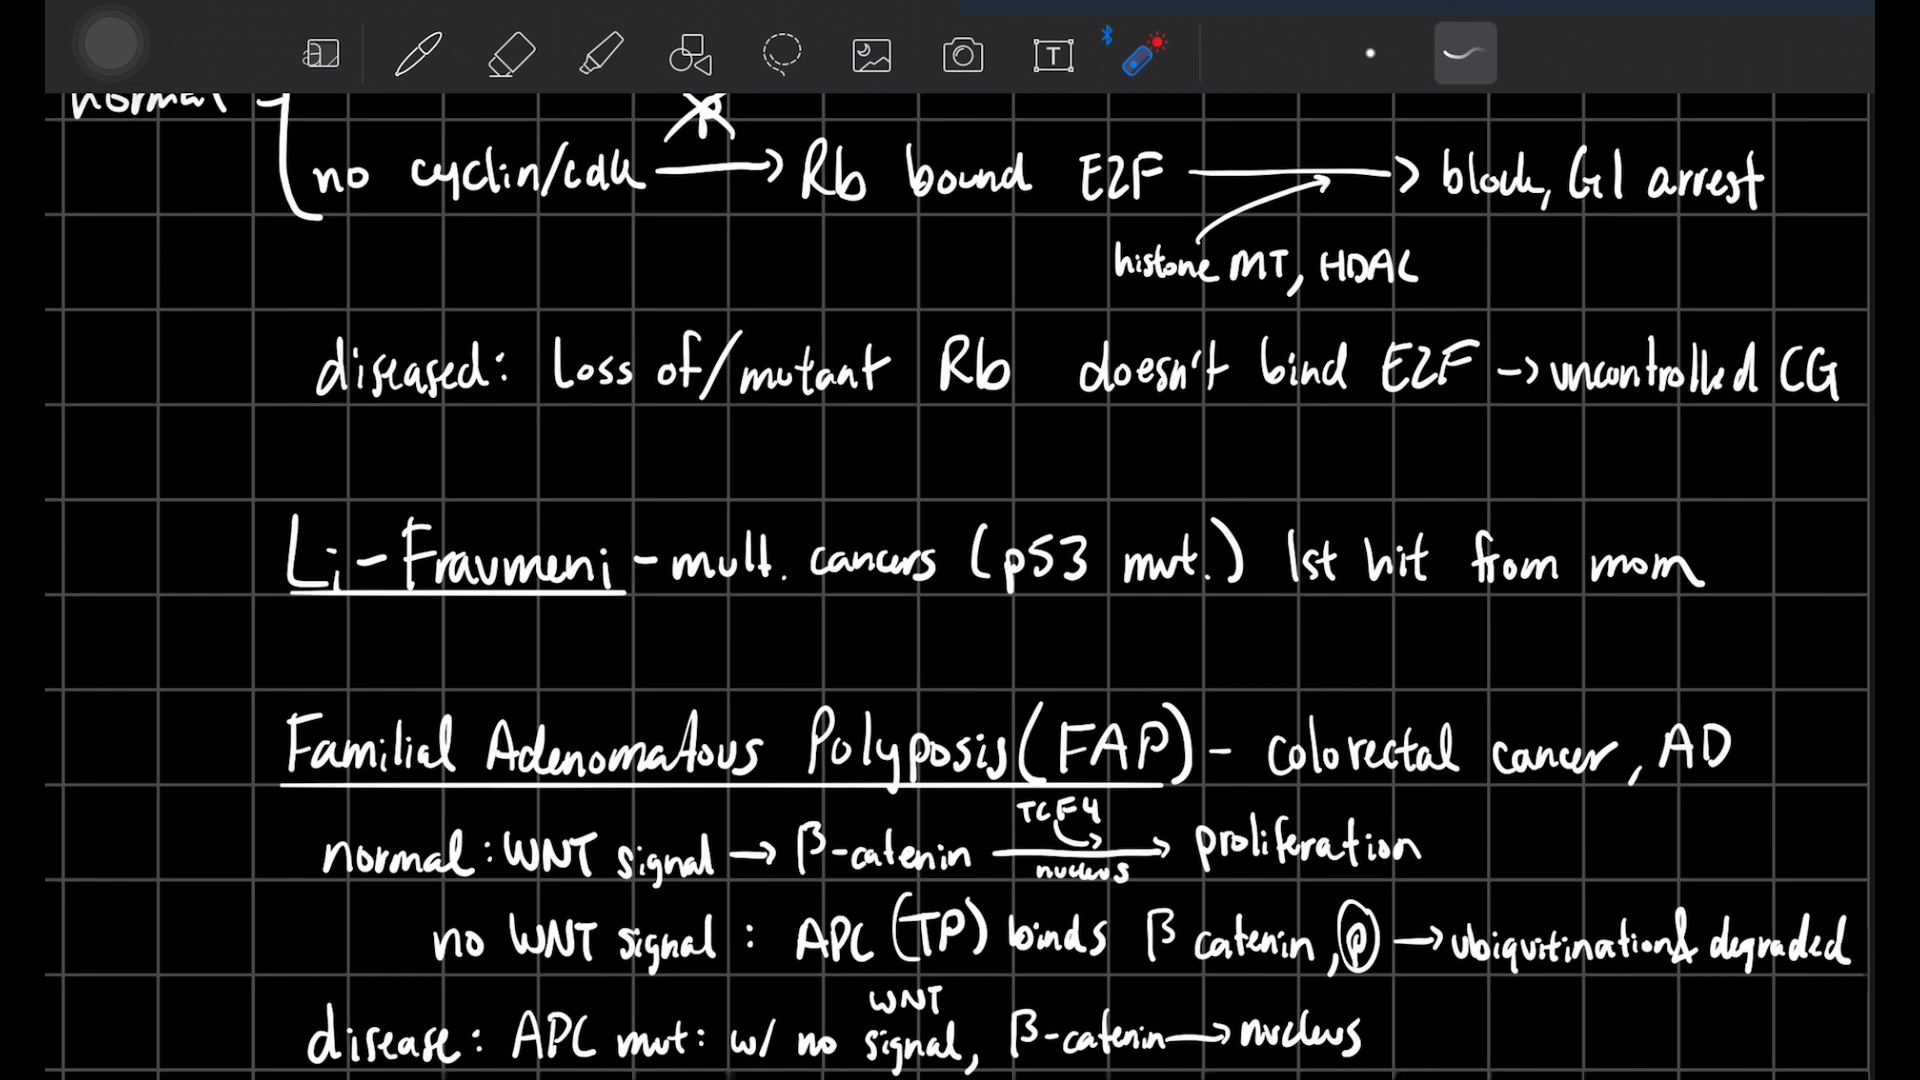 normal
no cyclin/cdk → Rb bound E2F → block, G1 arrest
histone MT, HDAC
diseased: Loss of/mutant Rb doesn't bind E2F → uncontrolled CG
Li-Fraumeni - mult. cancers (p53 mut.) 1st hit from mom
Familial Adenomatous Polyposis (FAP) - colorectal cancer, AD
TCF4
normal: WNT signal → β-catenin → proliferation
nucleus
no WNT signal: APC (TP) binds β catenin, Ⓟ → ubiquitination & degraded
WNT
disease: APC mut: w/ no signal, β-catenin → nucleus